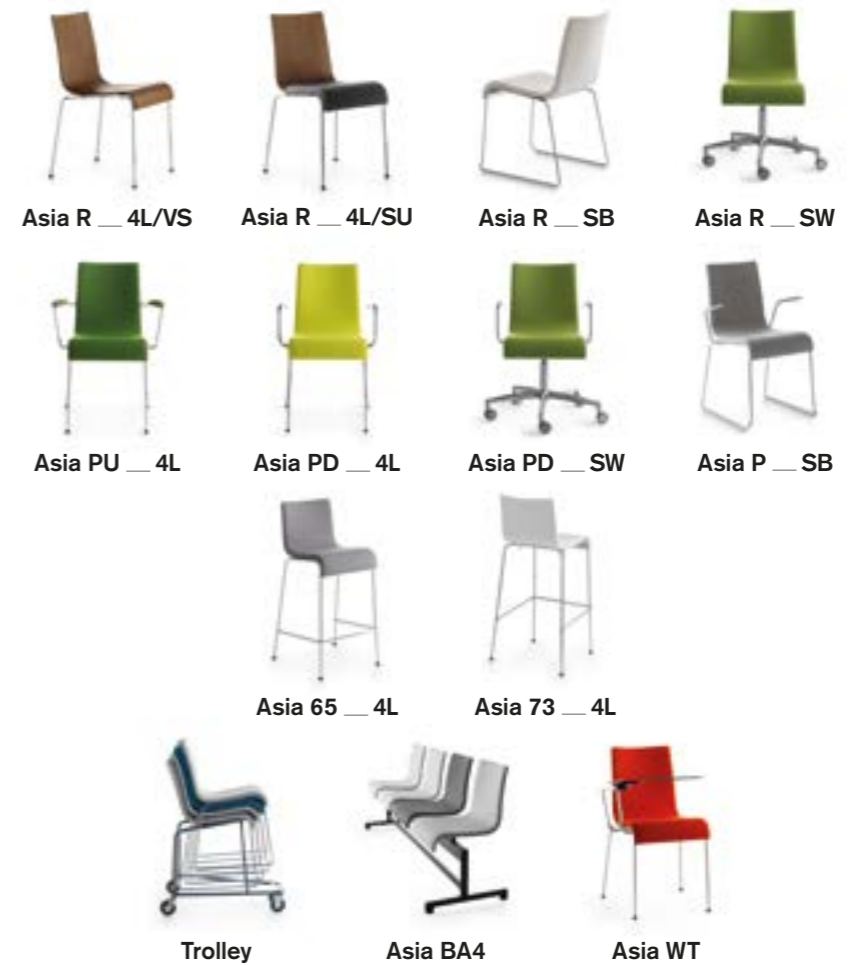 Asia R __ 4L/VS
Asia R __ 4L/SU
Asia R __ SB
Asia R __ SW
Asia PU __ 4L
Asia PD __ 4L
Asia PD __ SW
Asia P __ SB
Asia 65 __ 4L
Asia 73 __ 4L
Trolley
Asia BA4
Asia WT